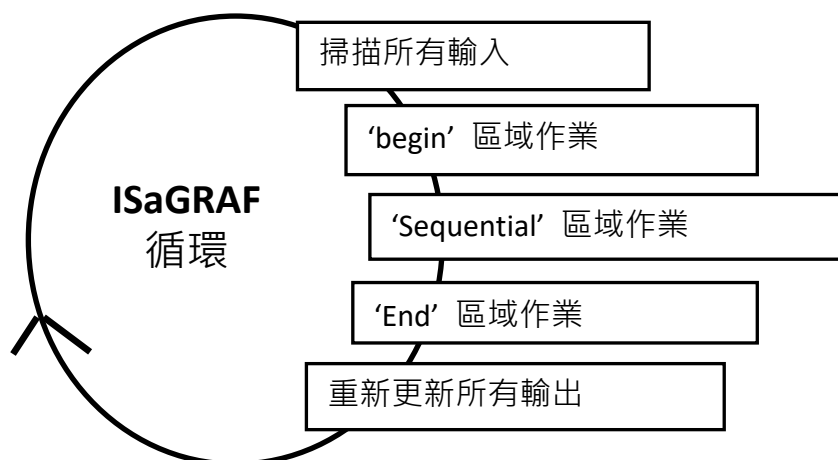 掃描所有輸入
‘begin’ 區域作業
ISaGRAF
循環
‘Sequential’ 區域作業
‘End’ 區域作業
重新更新所有輸出